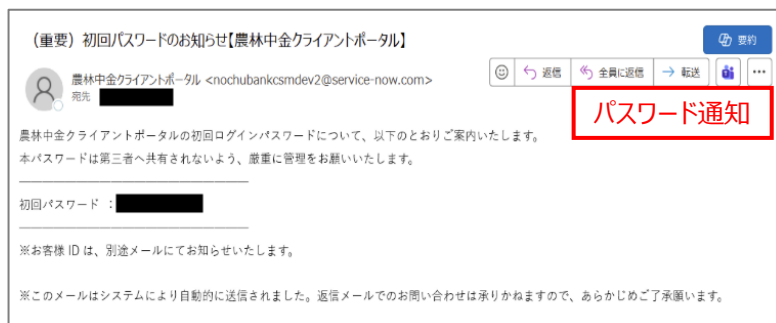 (重要) 初回パスワードのお知らせ【農林中金クライアントポータル】
要約
農林中金クライアントポータル <nochubankcsmdev2@service-now.com>
宛先
返信 全員に返信 転送
パスワード通知
農林中金クライアントポータルの初回ログインパスワードについて、以下のとおりご案内いたします。
本パスワードは第三者へ共有されないよう、厳重に管理をお願いいたします。
初回パスワード :
※お客様 ID は、別途メールにてお知らせいたします。
※このメールはシステムにより自動的に送信されました。返信メールでのお問い合わせは承りかねますので、あらかじめご了承願います。